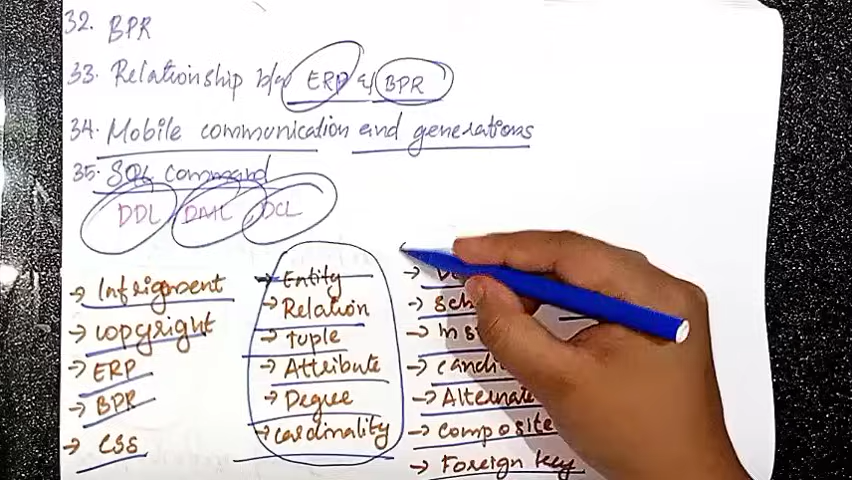 32. BPR
33. Relationship b/w ERP & BPR
34. Mobile communication and generations
35. SQL command
DDL DML DCL
→ Infrigment
→ copyright
→ ERP
→ BPR
→ CSS
→ Entity
→ Relation
→ Tuple
→ Attribute
→ Degree
→ Cardinality
→ Alternate
→ composite
→ Foreign key